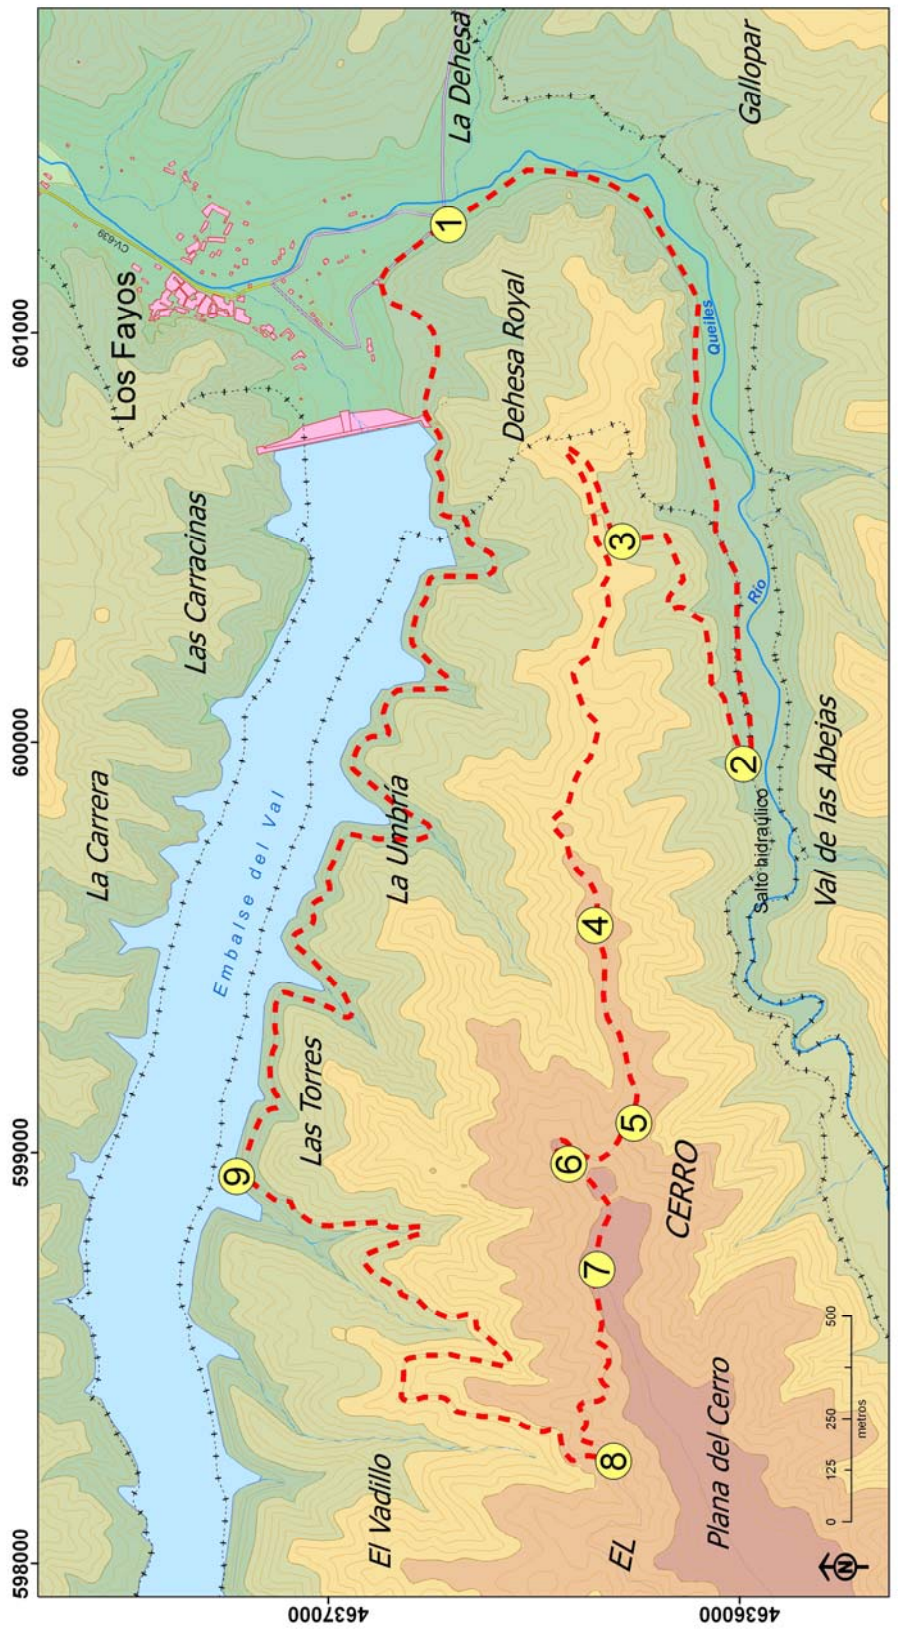 598000
599000
600000
601000
4637000
4636000
La Carrera
Los Fayos
CV-639
Las Carracinas
Embalse del Val
9
Las Torres
La Umbría
El Vadillo
1
La Dehesa
Dehesa Royal
8
7
6
5
4
3
EL
CERRO
Plana del Cerro
2
Salto hidraúlico
Río
Queiles
Val de las Abejas
Gallopar
0
125
250
500
metros
N